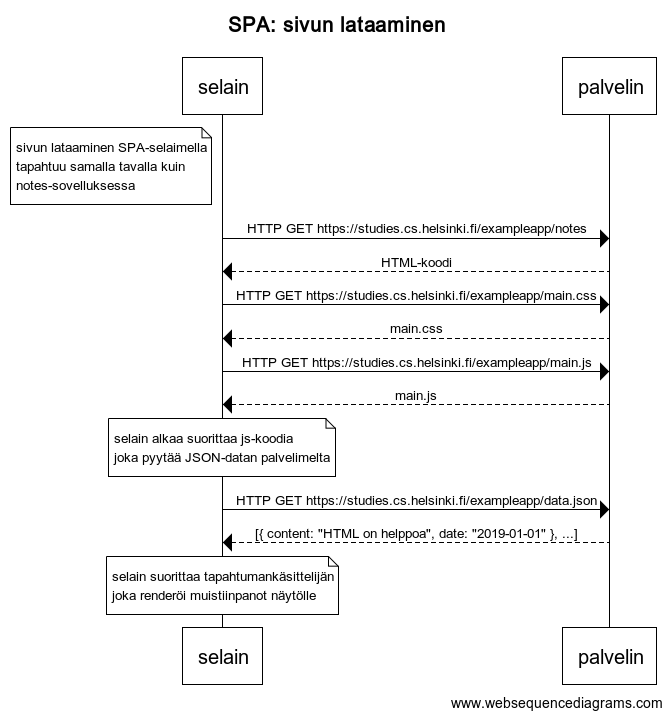 SPA: sivun lataaminen
selain
palvelin
sivun lataaminen SPA-selaimella
tapahtuu samalla tavalla kuin
notes-sovelluksessa
HTTP GET https://studies.cs.helsinki.fi/exampleapp/notes
HTML-koodi
HTTP GET https://studies.cs.helsinki.fi/exampleapp/main.css
main.css
HTTP GET https://studies.cs.helsinki.fi/exampleapp/main.js
main.js
selain alkaa suorittaa js-koodia
joka pyytää JSON-datan palvelimelta
HTTP GET https://studies.cs.helsinki.fi/exampleapp/data.json
[{ content: "HTML on helppoa", date: "2019-01-01" }, ...]
selain suorittaa tapahtumankäsittelijän
joka renderöi muistiinpanot näytölle
selain
palvelin
www.websequencediagrams.com